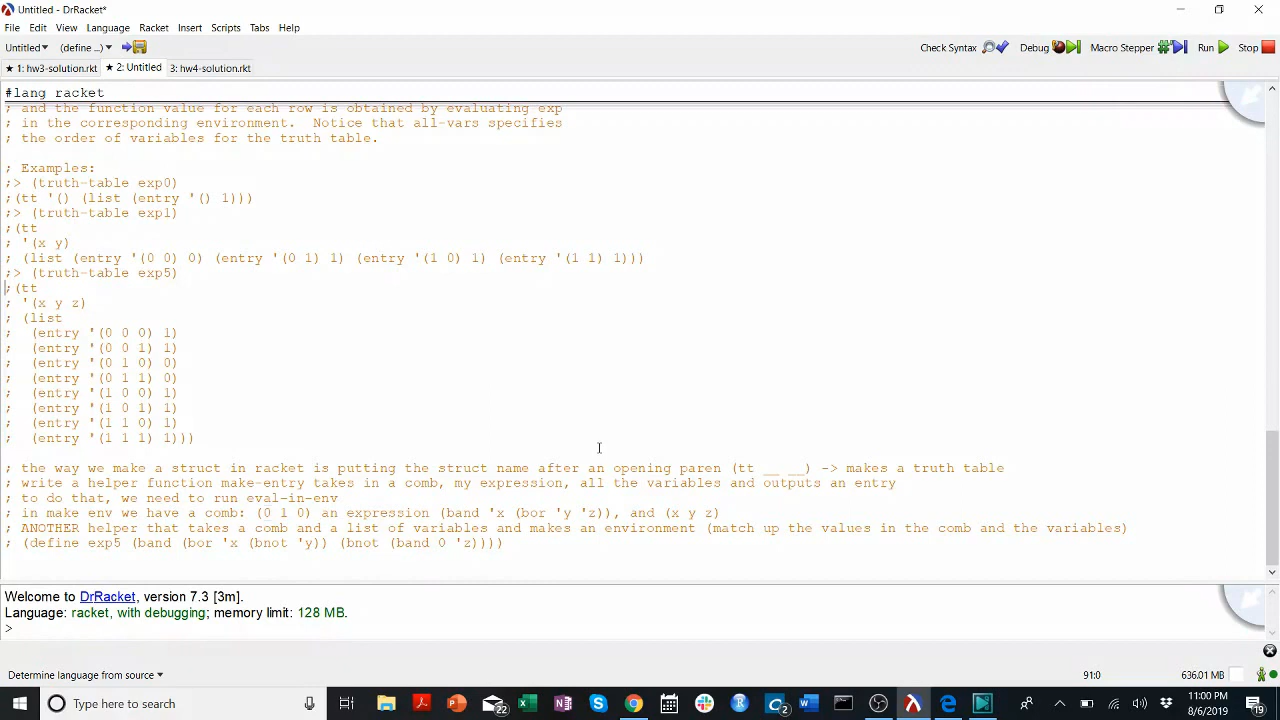 Untitled - DrRacket*
File Edit View Language Racket Insert Scripts Tabs Help
Untitled▾ (define ...)▾ Check Syntax Debug Macro Stepper Run Stop
1: hw3-solution.rkt ★ 2: Untitled 3: hw4-solution.rkt
#lang racket
; and the function value for each row is obtained by evaluating exp
; in the corresponding environment.  Notice that all-vars specifies
; the order of variables for the truth table.
; Examples:
;> (truth-table exp0)
;(tt '() (list (entry '() 1)))
;> (truth-table exp1)
;(tt
; '(x y)
; (list (entry '(0 0) 0) (entry '(0 1) 1) (entry '(1 0) 1) (entry '(1 1) 1)))
;> (truth-table exp5)
;(tt
; '(x y z)
; (list
;  (entry '(0 0 0) 1)
;  (entry '(0 0 1) 1)
;  (entry '(0 1 0) 0)
;  (entry '(0 1 1) 0)
;  (entry '(1 0 0) 1)
;  (entry '(1 0 1) 1)
;  (entry '(1 1 0) 1)
;  (entry '(1 1 1) 1)))
; the way we make a struct in racket is putting the struct name after an opening paren (tt __ __) -> makes a truth table
; write a helper function make-entry takes in a comb, my expression, all the variables and outputs an entry
; to do that, we need to run eval-in-env
; in make env we have a comb: (0 1 0) an expression (band 'x (bor 'y 'z)), and (x y z)
; ANOTHER helper that takes a comb and a list of variables and makes an environment (match up the values in the comb and the variables)
; (define exp5 (band (bor 'x (bnot 'y)) (bnot (band 0 'z))))
Welcome to DrRacket, version 7.3 [3m].
Language: racket, with debugging; memory limit: 128 MB.
>
Determine language from source▾ 91:0 636.01 MB
Type here to search 22 2 11:00 PM
8/6/2019 19